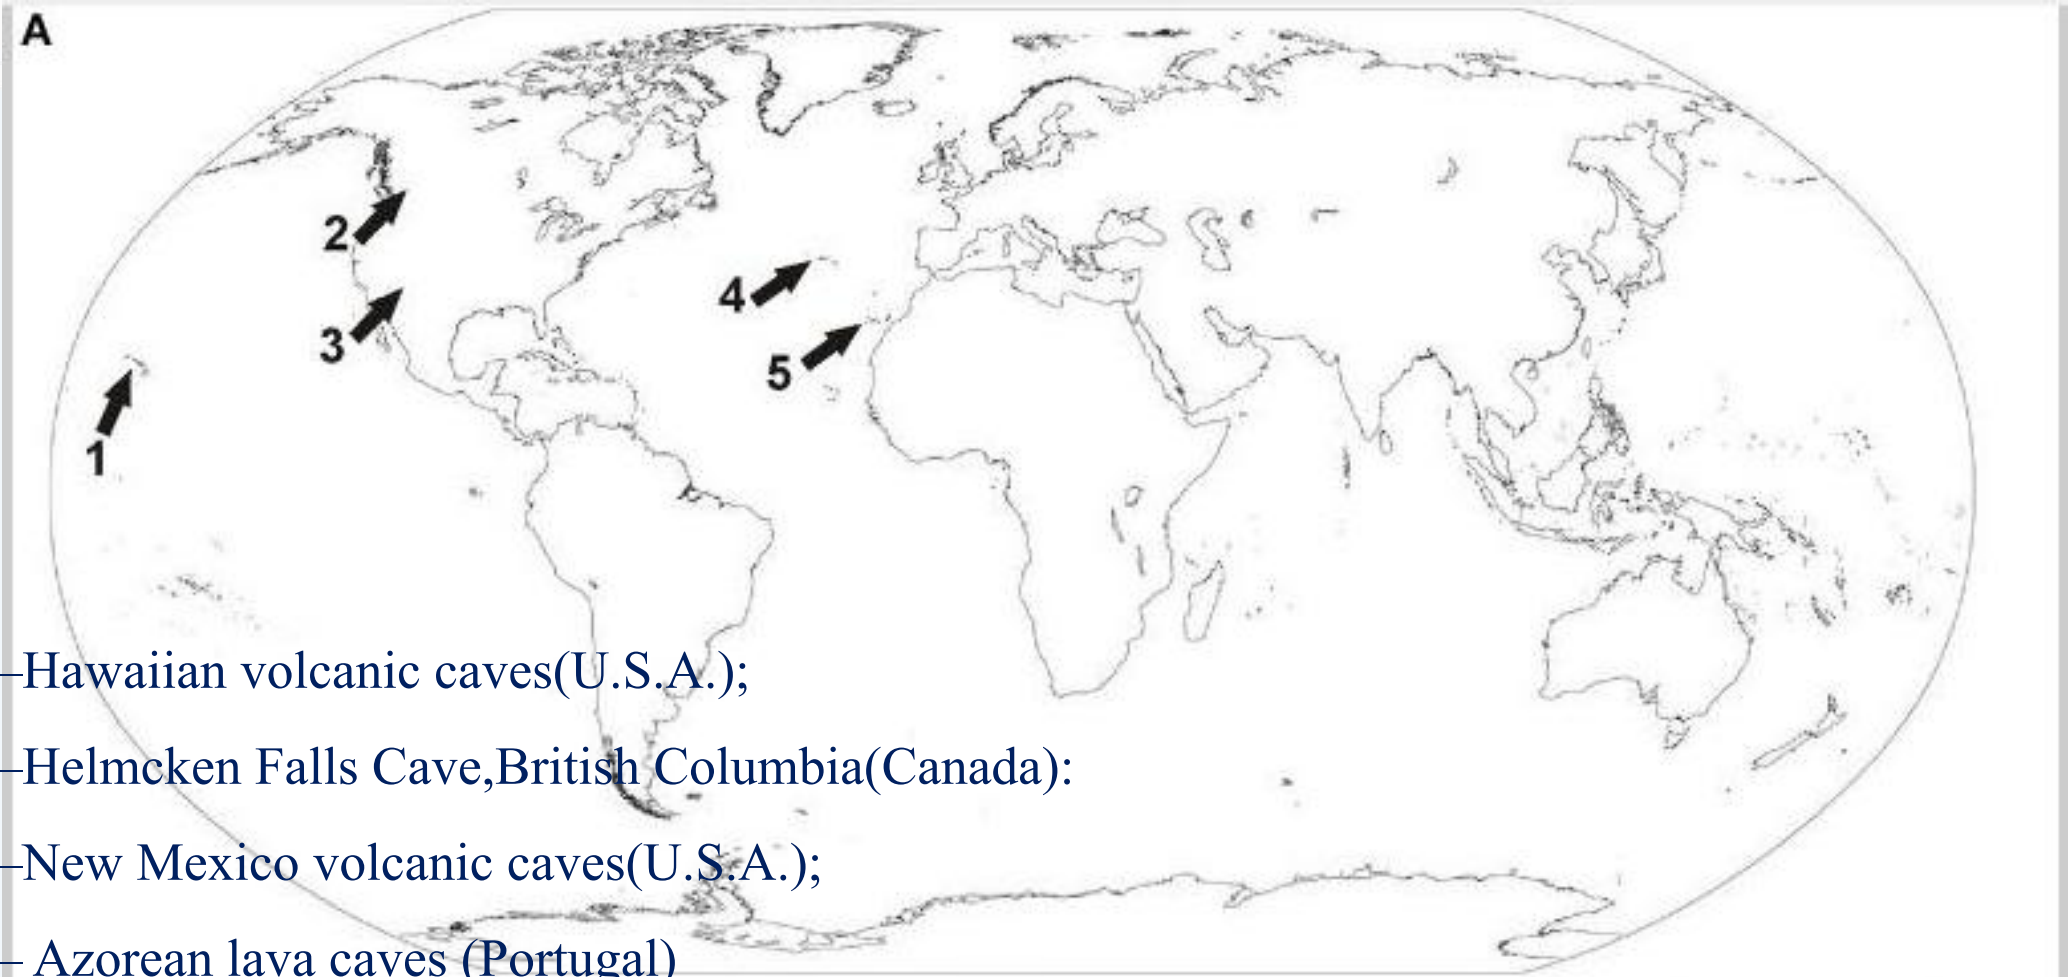 A
2
4
3
5
1
–Hawaiian volcanic caves(U.S.A.);
–Helmcken Falls Cave,British Columbia(Canada):
–New Mexico volcanic caves(U.S.A.);
– Azorean lava caves (Portugal)